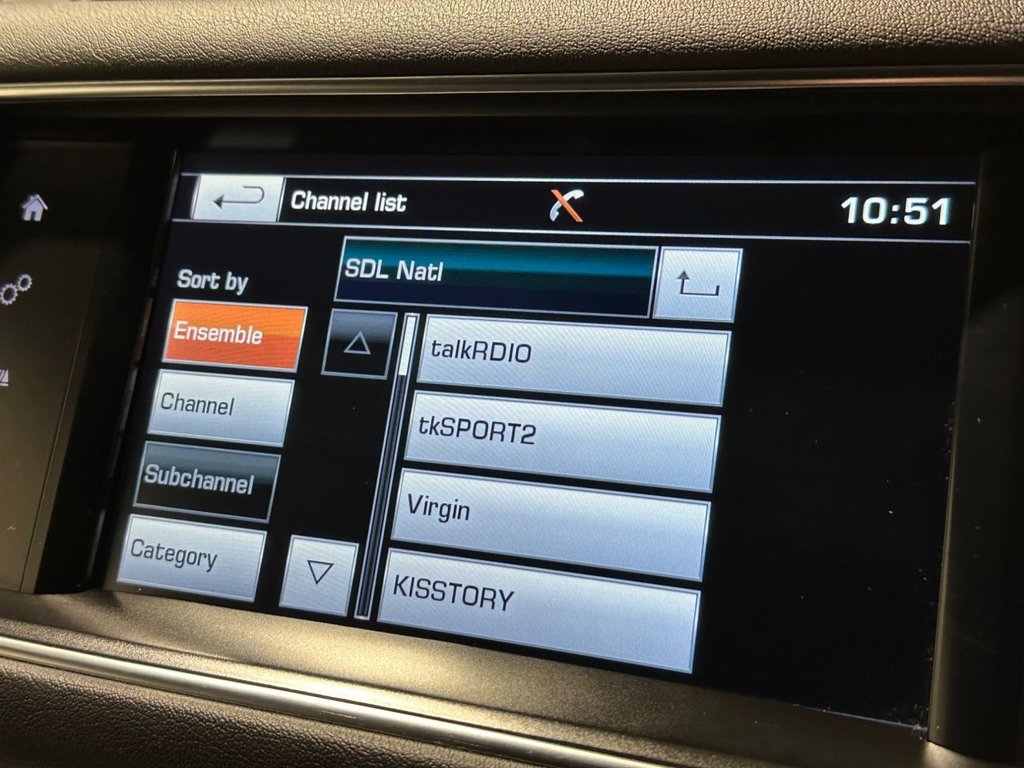 Channel list
10:51
Sort by
SDL Natl
Ensemble
Channel
Subchannel
Category
talkRDIO
tkSPORT2
Virgin
KISSTORY